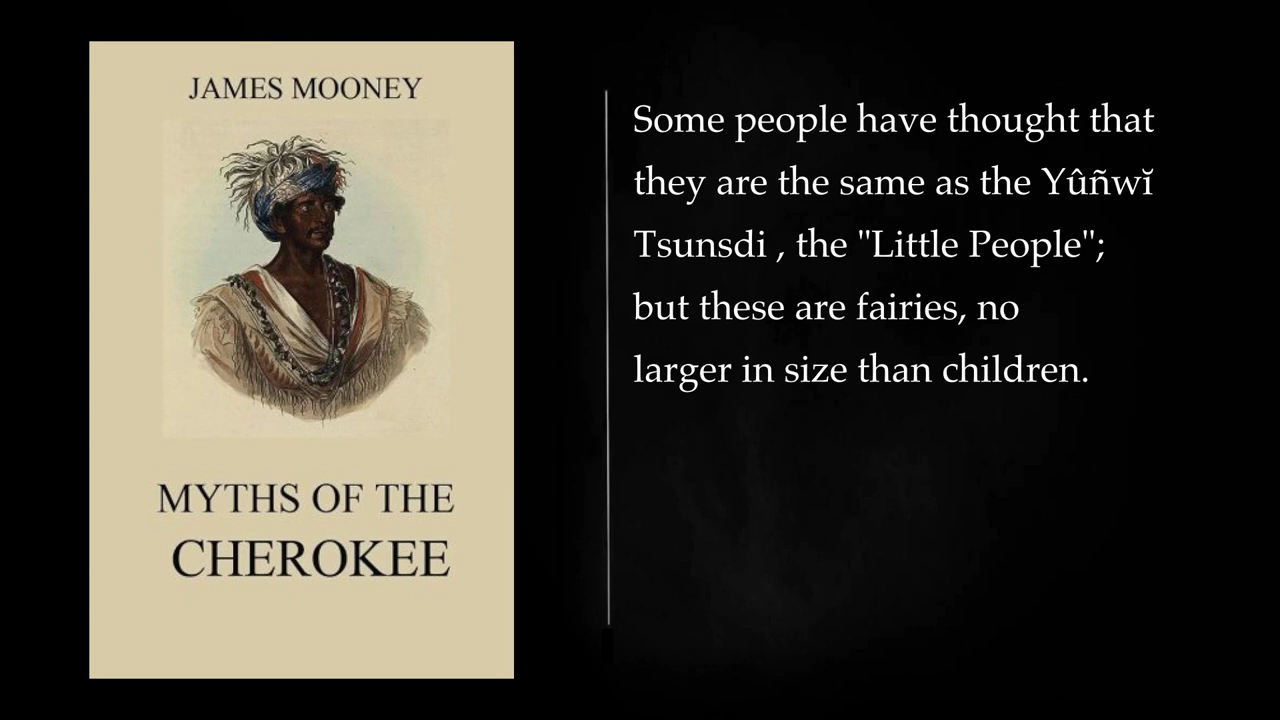 JAMES MOONEY
MYTHS OF THE
CHEROKEE
Some people have thought that
they are the same as the Yûñwĭ
Tsunsdi , the "Little People";
but these are fairies, no
larger in size than children.